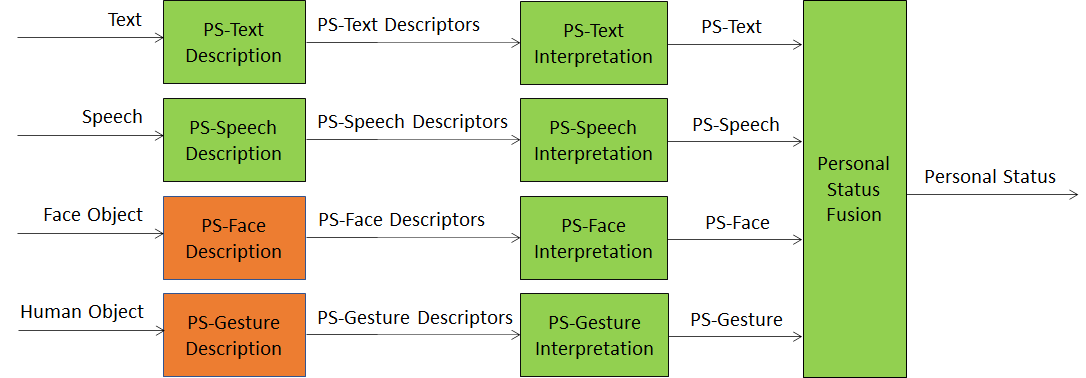 Text
PS-Text
Description
PS-Text Descriptors
PS-Text
Interpretation
PS-Text
Speech
PS-Speech
Description
PS-Speech Descriptors
PS-Speech
Interpretation
PS-Speech
Face Object
PS-Face
Description
PS-Face Descriptors
PS-Face
Interpretation
PS-Face
Human Object
PS-Gesture
Description
PS-Gesture Descriptors
PS-Gesture
Interpretation
PS-Gesture
Personal
Status
Fusion
Personal Status